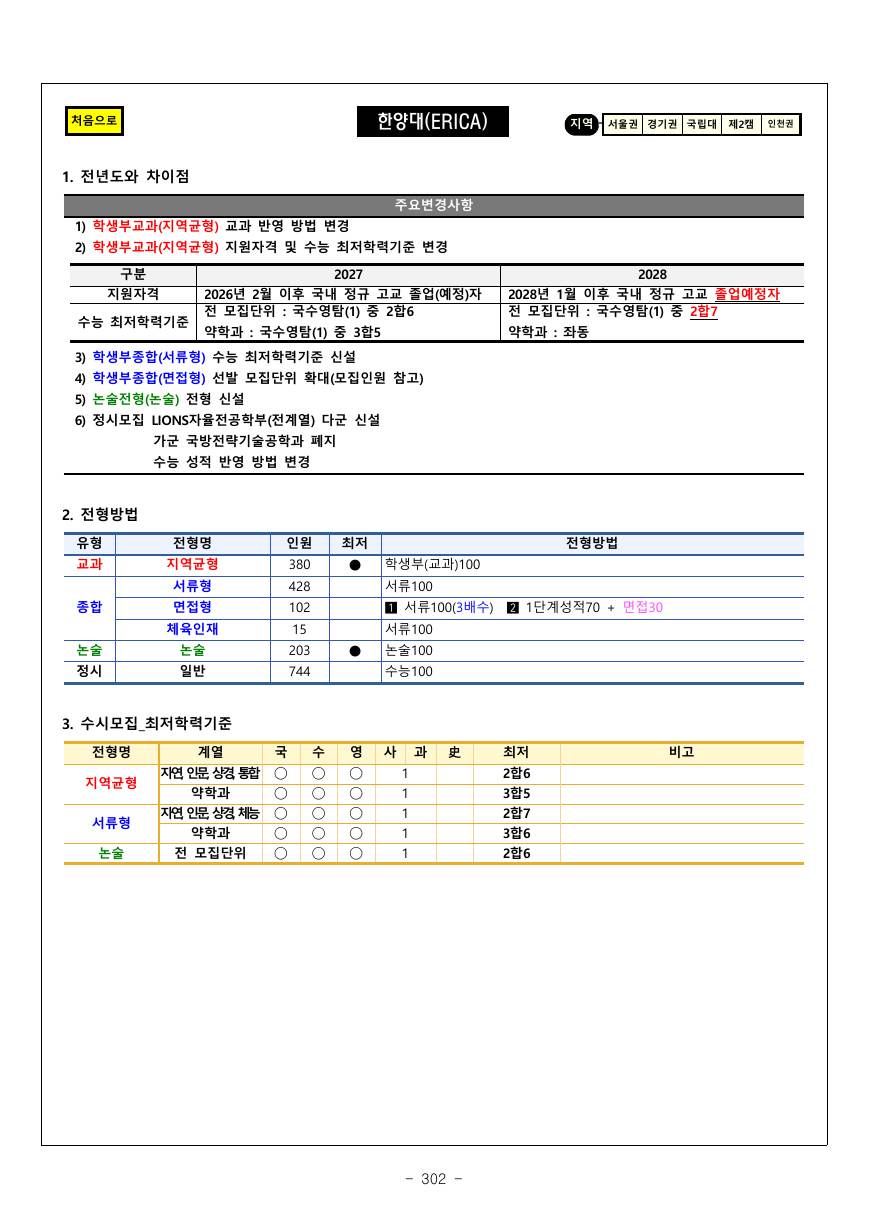 처음으로
한양대(ERICA)
지역 서울권 경기권 국립대 제2캠 인천권
1. 전년도와 차이점
주요변경사항
1) 학생부교과(지역균형) 교과 반영 방법 변경
2) 학생부교과(지역균형) 지원자격 및 수능 최저학력기준 변경
구분 2027 2028
지원자격 2026년 2월 이후 국내 정규 고교 졸업(예정)자 2028년 1월 이후 국내 정규 고교 졸업예정자
수능 최저학력기준 전 모집단위 : 국수영탐(1) 중 2합6 전 모집단위 : 국수영탐(1) 중 2합7
약학과 : 국수영탐(1) 중 3합5 약학과 : 좌동
3) 학생부종합(서류형) 수능 최저학력기준 신설
4) 학생부종합(면접형) 선발 모집단위 확대(모집인원 참고)
5) 논술전형(논술) 전형 신설
6) 정시모집 LIONS자율전공학부(전계열) 다군 신설
가군 국방전략기술공학과 폐지
수능 성적 반영 방법 변경
2. 전형방법
유형 전형명 인원 최저 전형방법
교과 지역균형 380 ● 학생부(교과)100
종합 서류형 428 서류100
면접형 102 1 서류100(3배수) 2 1단계성적70 + 면접30
체육인재 15 서류100
논술 논술 203 ● 논술100
정시 일반 744 수능100
3. 수시모집_최저학력기준
전형명 계열 국 수 영 사 과 史 최저 비고
지역균형 자연, 인문, 상경, 통합 ○ ○ ○ 1 2합6
약학과 ○ ○ ○ 1 3합5
서류형 자연, 인문, 상경, 체능 ○ ○ ○ 1 2합7
약학과 ○ ○ ○ 1 3합6
논술 전 모집단위 ○ ○ ○ 1 2합6
- 302 -